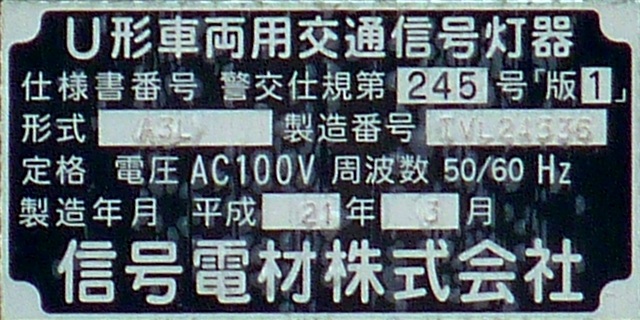 U形車両用交通信号灯器
仕様書番号 警交仕規第 245 号「版1」
形式 A3L 製造番号
定格 電圧 AC100V 周波数 50/60 Hz
製造年月 平成 21 年 3 月
信号電材株式会社